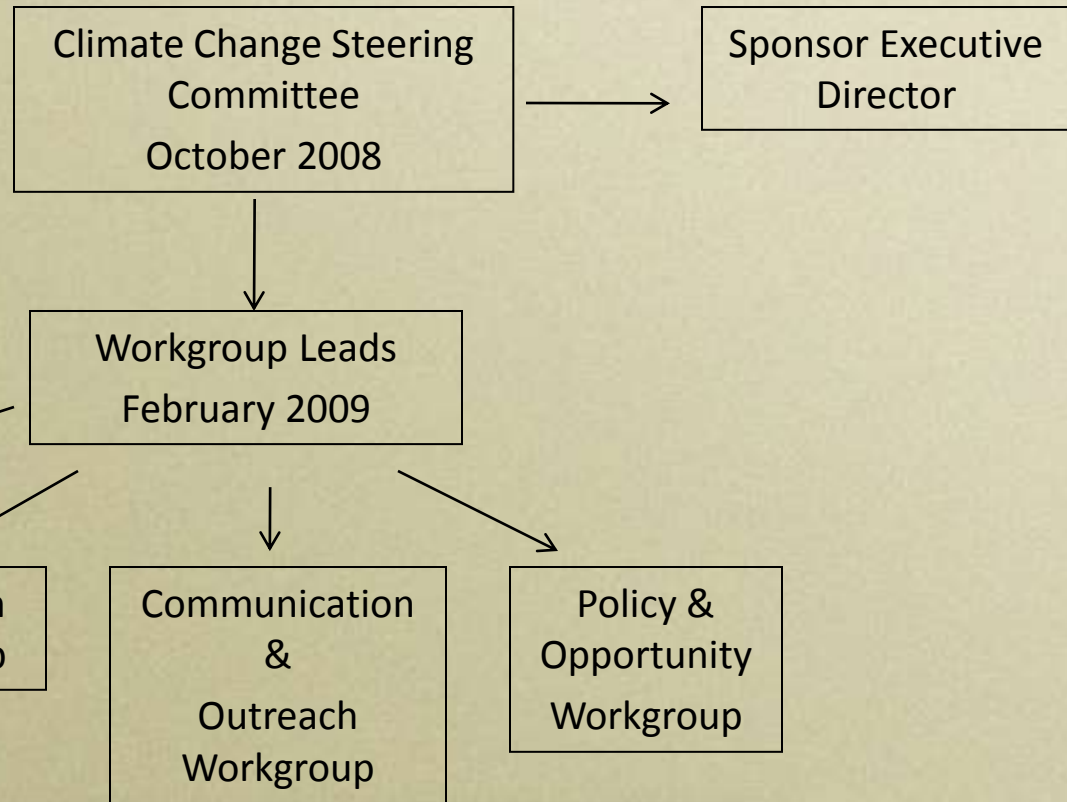 Climate Change Steering
Committee
October 2008
Sponsor Executive
Director
Workgroup Leads
February 2009
Communication
&
Outreach
Workgroup
Policy &
Opportunity
Workgroup